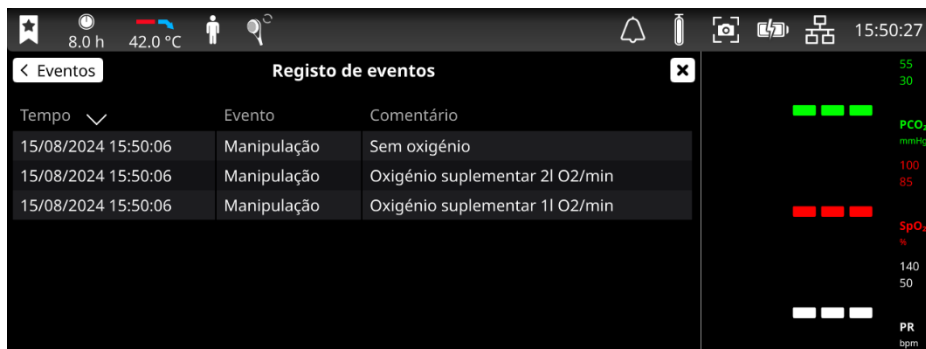 8.0 h 42.0 °C 15:50:27
< Eventos Registo de eventos
Tempo Evento Comentário
15/08/2024 15:50:06 Manipulação Sem oxigénio
15/08/2024 15:50:06 Manipulação Oxigénio suplementar 2l O2/min
15/08/2024 15:50:06 Manipulação Oxigénio suplementar 1l O2/min
55
30
PCO₂
mmHg
100
85
SpO₂
%
140
50
PR
bpm